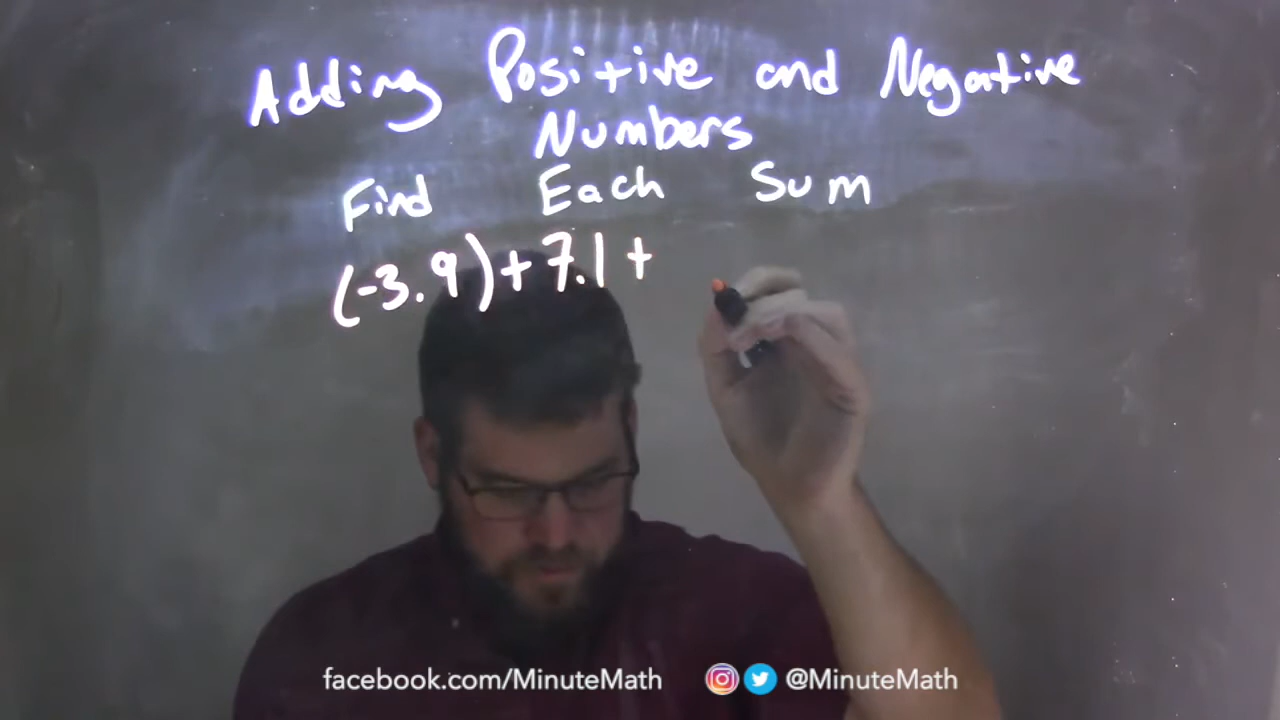 Adding Positive and Negative
Numbers
Find Each Sum
(-3.9)+7.1+
facebook.com/MinuteMath @MinuteMath